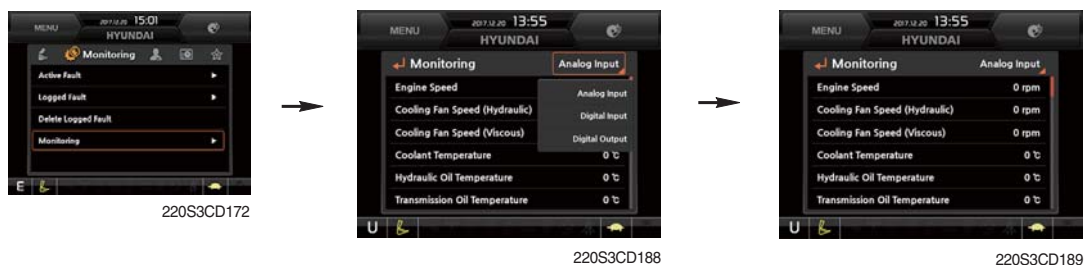 MENU
2017.12.20 15:01
HYUNDAI
Monitoring
Active Fault
Logged Fault
Delete Logged Fault
Monitoring
E
220S3CD172
MENU
2017.12.20 13:55
HYUNDAI
Monitoring
Analog Input
Engine Speed
Analog Input
Cooling Fan Speed (Hydraulic)
Digital Input
Cooling Fan Speed (Viscous)
Digital Output
Coolant Temperature 0 ℃
Hydraulic Oil Temperature 0 ℃
Transmission Oil Temperature 0 ℃
U
220S3CD188
MENU
2017.12.20 13:55
HYUNDAI
Monitoring
Analog Input
Engine Speed 0 rpm
Cooling Fan Speed (Hydraulic) 0 rpm
Cooling Fan Speed (Viscous) 0 rpm
Coolant Temperature 0 ℃
Hydraulic Oil Temperature 0 ℃
Transmission Oil Temperature 0 ℃
U
220S3CD189